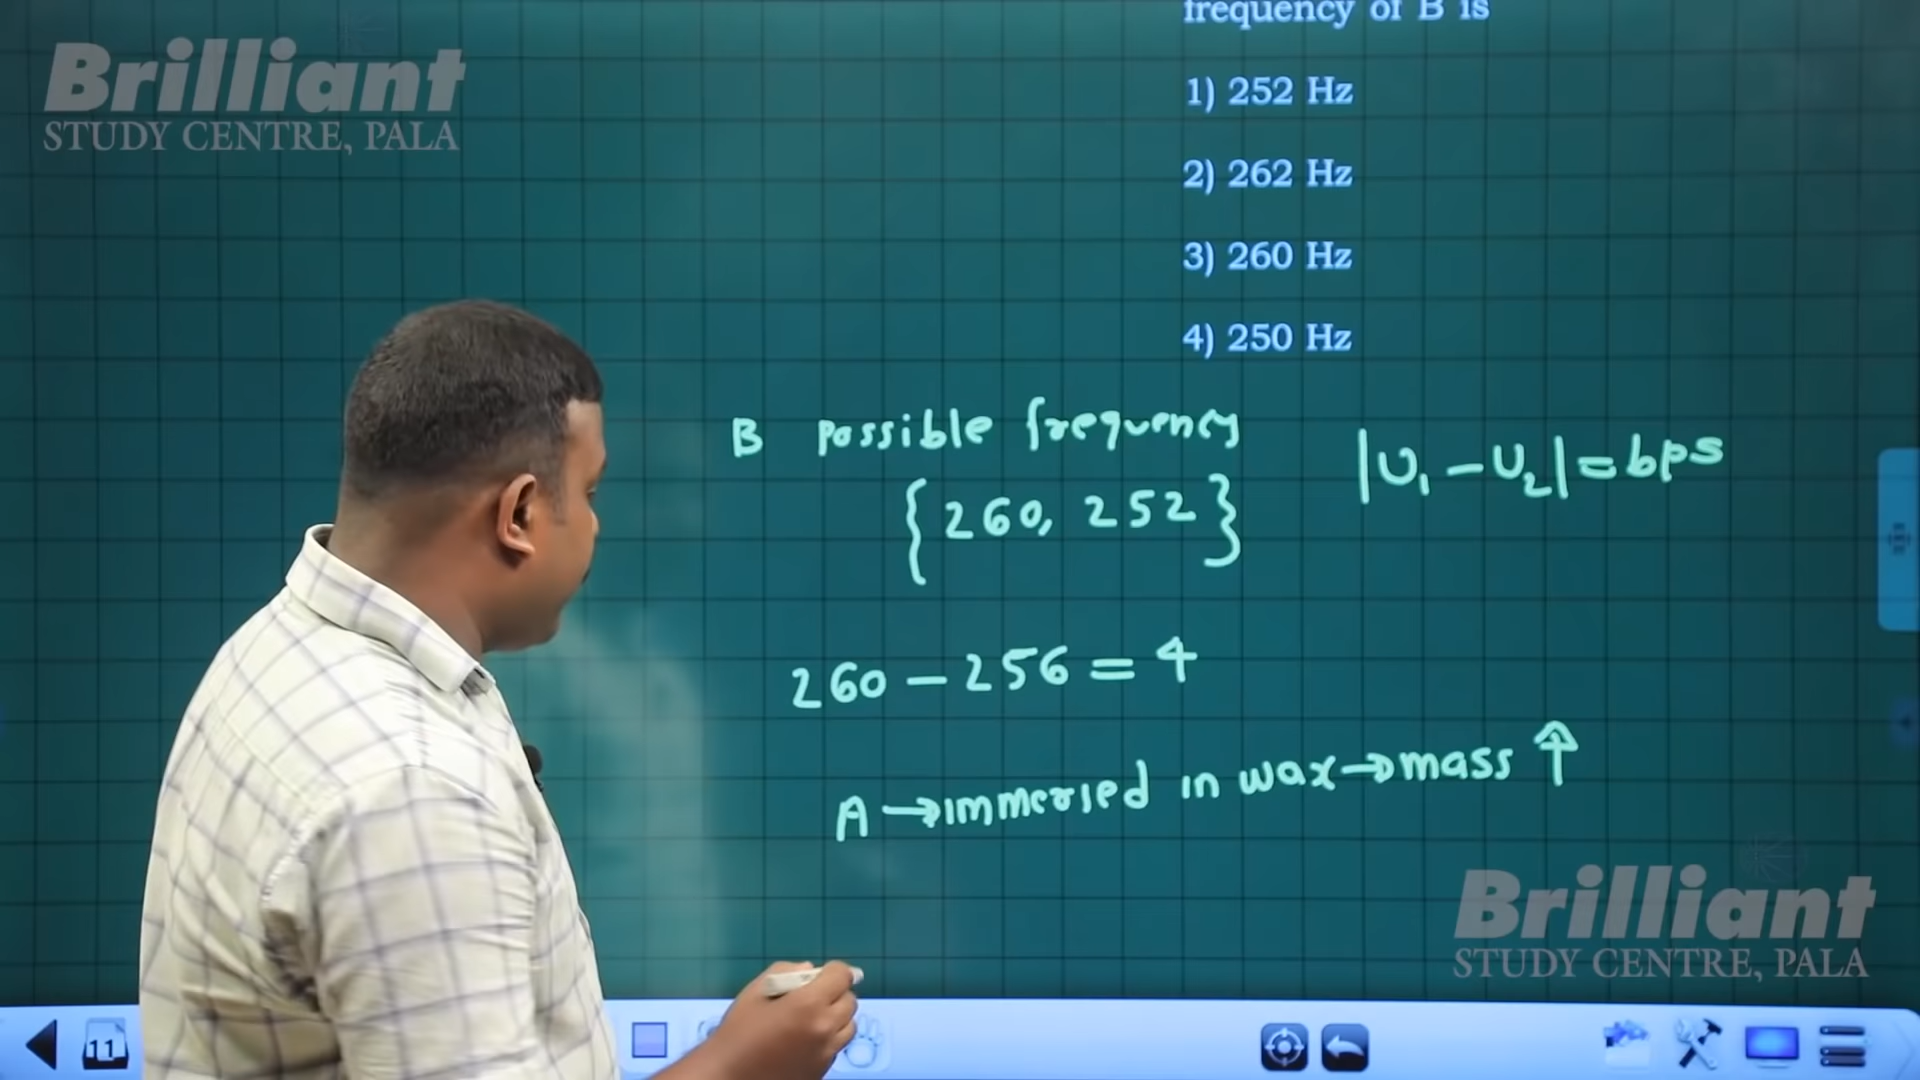 frequency of B is
Brilliant
STUDY CENTRE, PALA
1) 252 Hz
2) 262 Hz
3) 260 Hz
4) 250 Hz
B possible frequency
{260, 252}
|υ₁ - υ₂| = bps
260 - 256 = 4
A → immersed in wax → mass ↑
Brilliant
STUDY CENTRE, PALA
11